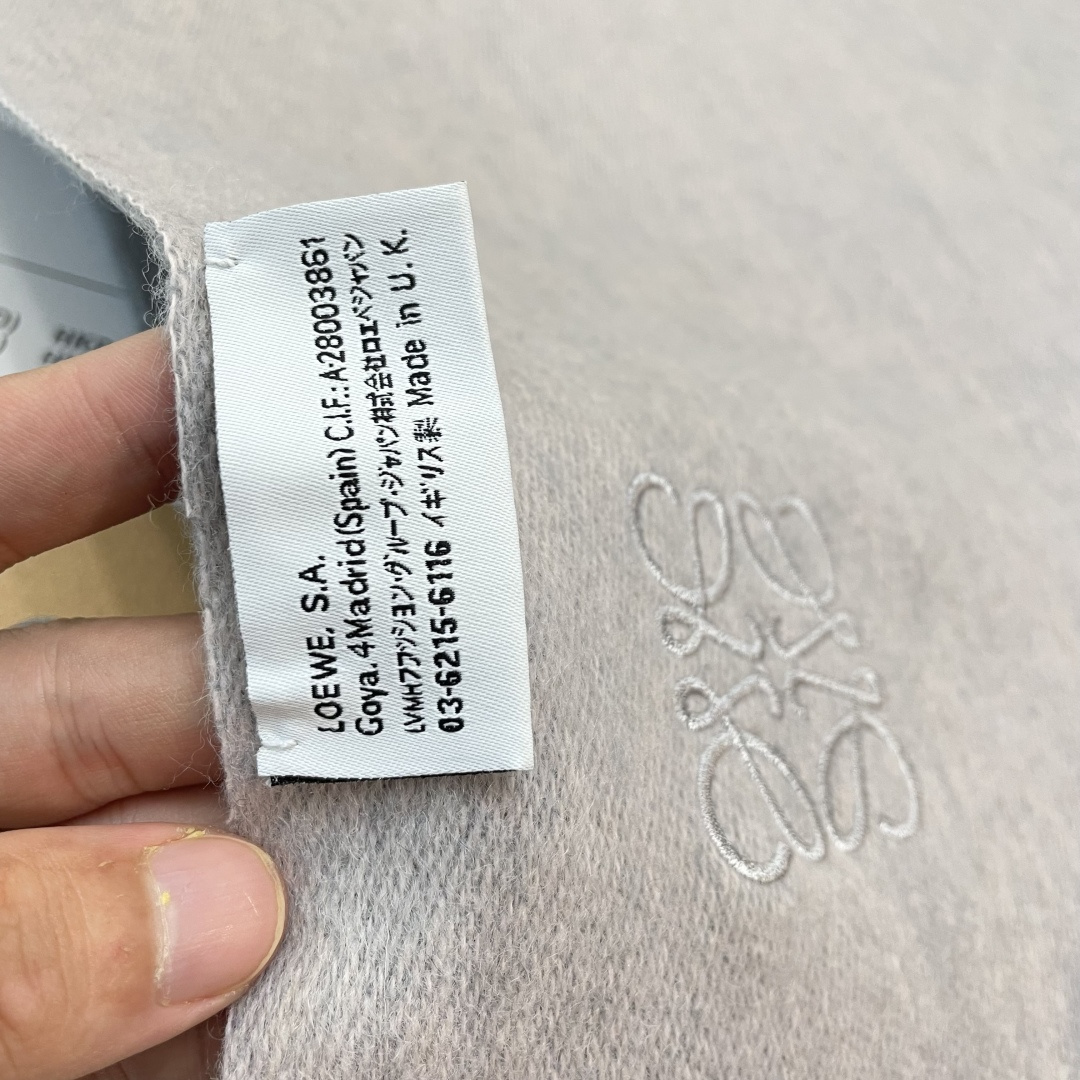 LOEWE. S.A.
Goya. 4 Madrid (Spain) C.I.F.: A-28003861
LVMHファッション・グループ・ジャパン株式会社ロエベジャパン
03-6215-6116 イギリス製 Made in U.K.